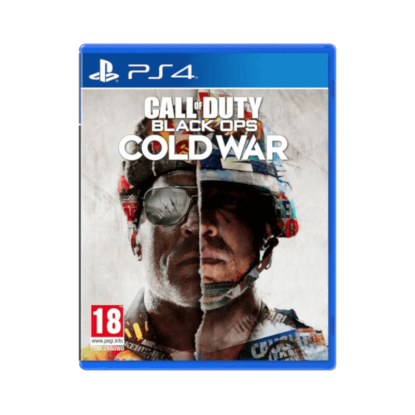 PS4
CALL OF DUTY
BLACK OPS
COLD WAR
18
www.pegi.info